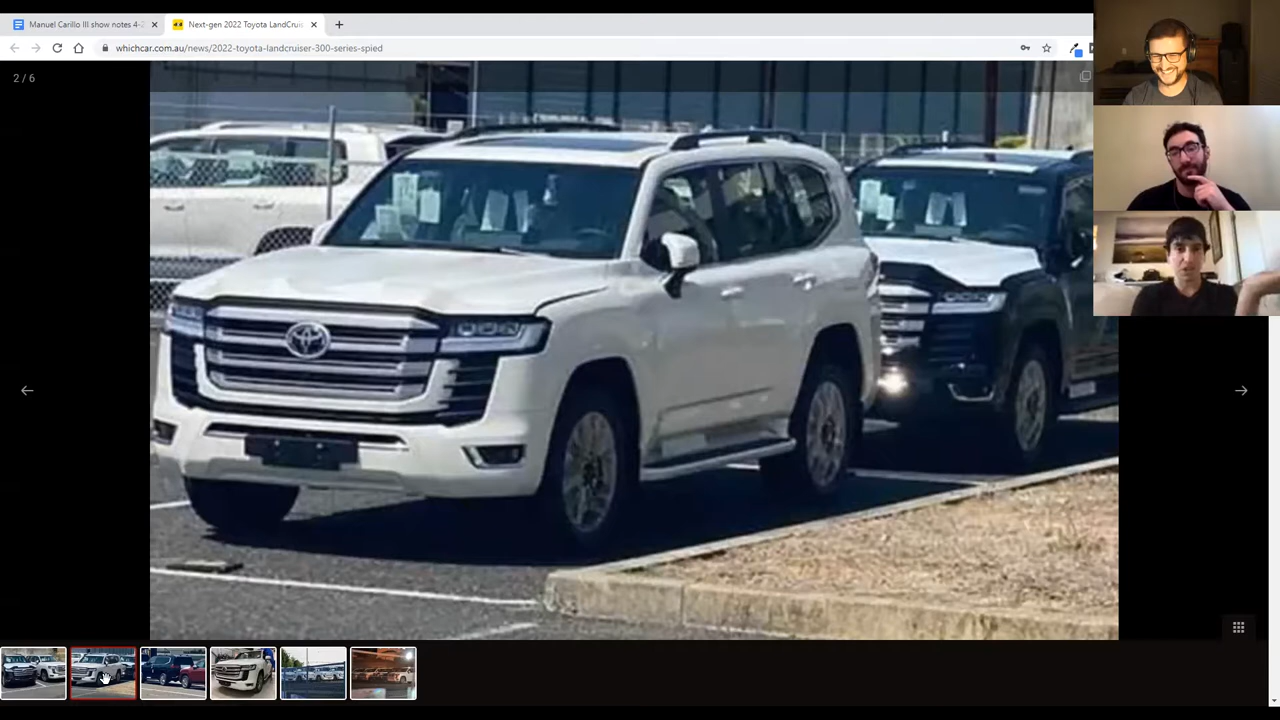 Manuel Carillo III show notes 4-2
Next-gen 2022 Toyota LandCruis
whichcar.com.au/news/2022-toyota-landcruiser-300-series-spied
2 / 6